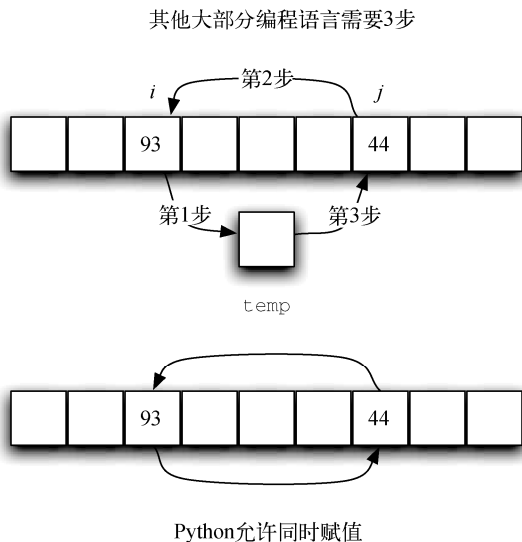 其他大部分编程语言需要3步
第2步
i j
93 44
第1步 第3步
temp
93 44
Python允许同时赋值